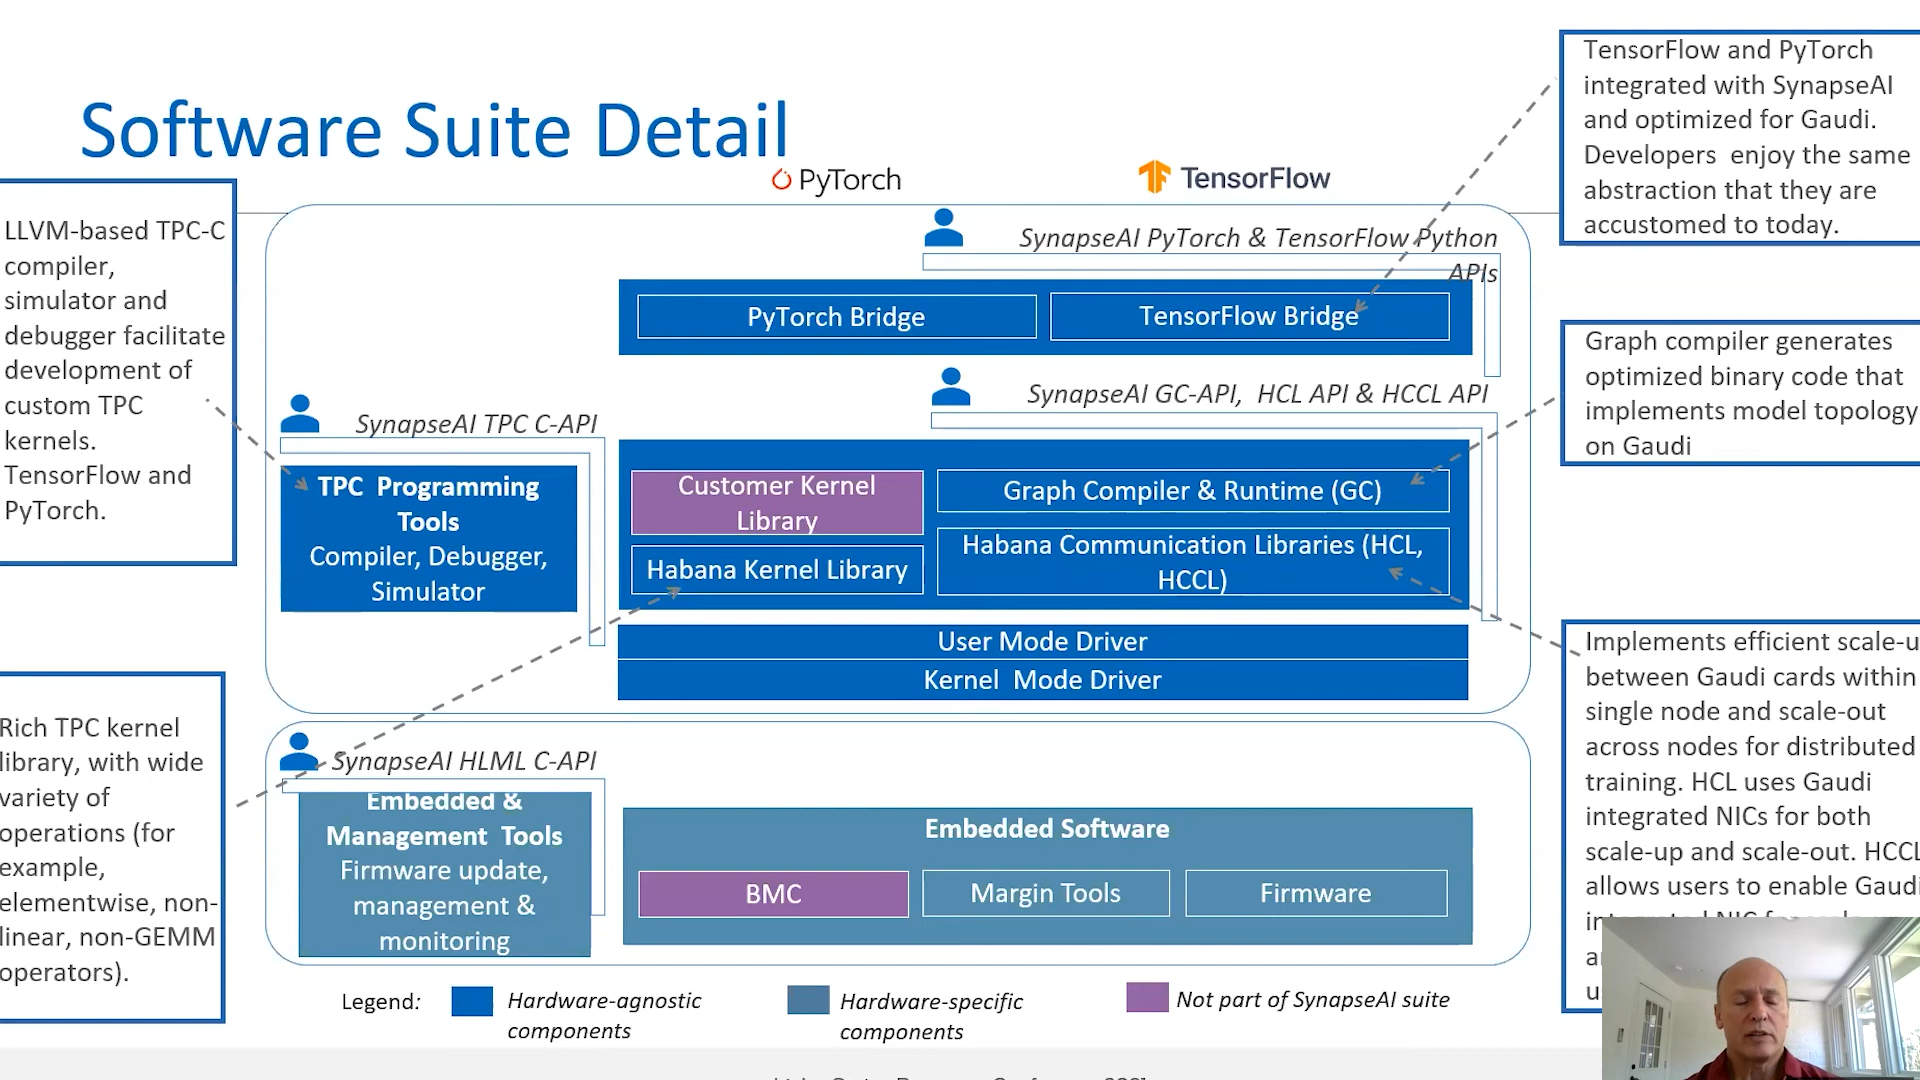 Software Suite Detail
PyTorch
TensorFlow
TensorFlow and PyTorch
integrated with SynapseAI
and optimized for Gaudi.
Developers enjoy the same
abstraction that they are
accustomed to today.
LLVM-based TPC-C
compiler,
simulator and
debugger facilitate
development of
custom TPC
kernels.
TensorFlow and
PyTorch.
SynapseAI PyTorch & TensorFlow Python
APIs
PyTorch Bridge
TensorFlow Bridge
Graph compiler generates
optimized binary code that
implements model topology
on Gaudi
SynapseAI GC-API, HCL API & HCCL API
SynapseAI TPC C-API
TPC Programming
Tools
Compiler, Debugger,
Simulator
Customer Kernel
Library
Habana Kernel Library
Graph Compiler & Runtime (GC)
Habana Communication Libraries (HCL,
HCCL)
User Mode Driver
Kernel Mode Driver
Implements efficient scale-u
between Gaudi cards within
single node and scale-out
across nodes for distributed
training. HCL uses Gaudi
integrated NICs for both
scale-up and scale-out. HCCL
allows users to enable Gaudi
Rich TPC kernel
library, with wide
variety of
operations (for
example,
elementwise, non-
linear, non-GEMM
operators).
SynapseAI HLML C-API
Embedded &
Management Tools
Firmware update,
management &
monitoring
Embedded Software
BMC
Margin Tools
Firmware
Legend:
Hardware-agnostic
components
Hardware-specific
components
Not part of SynapseAI suite